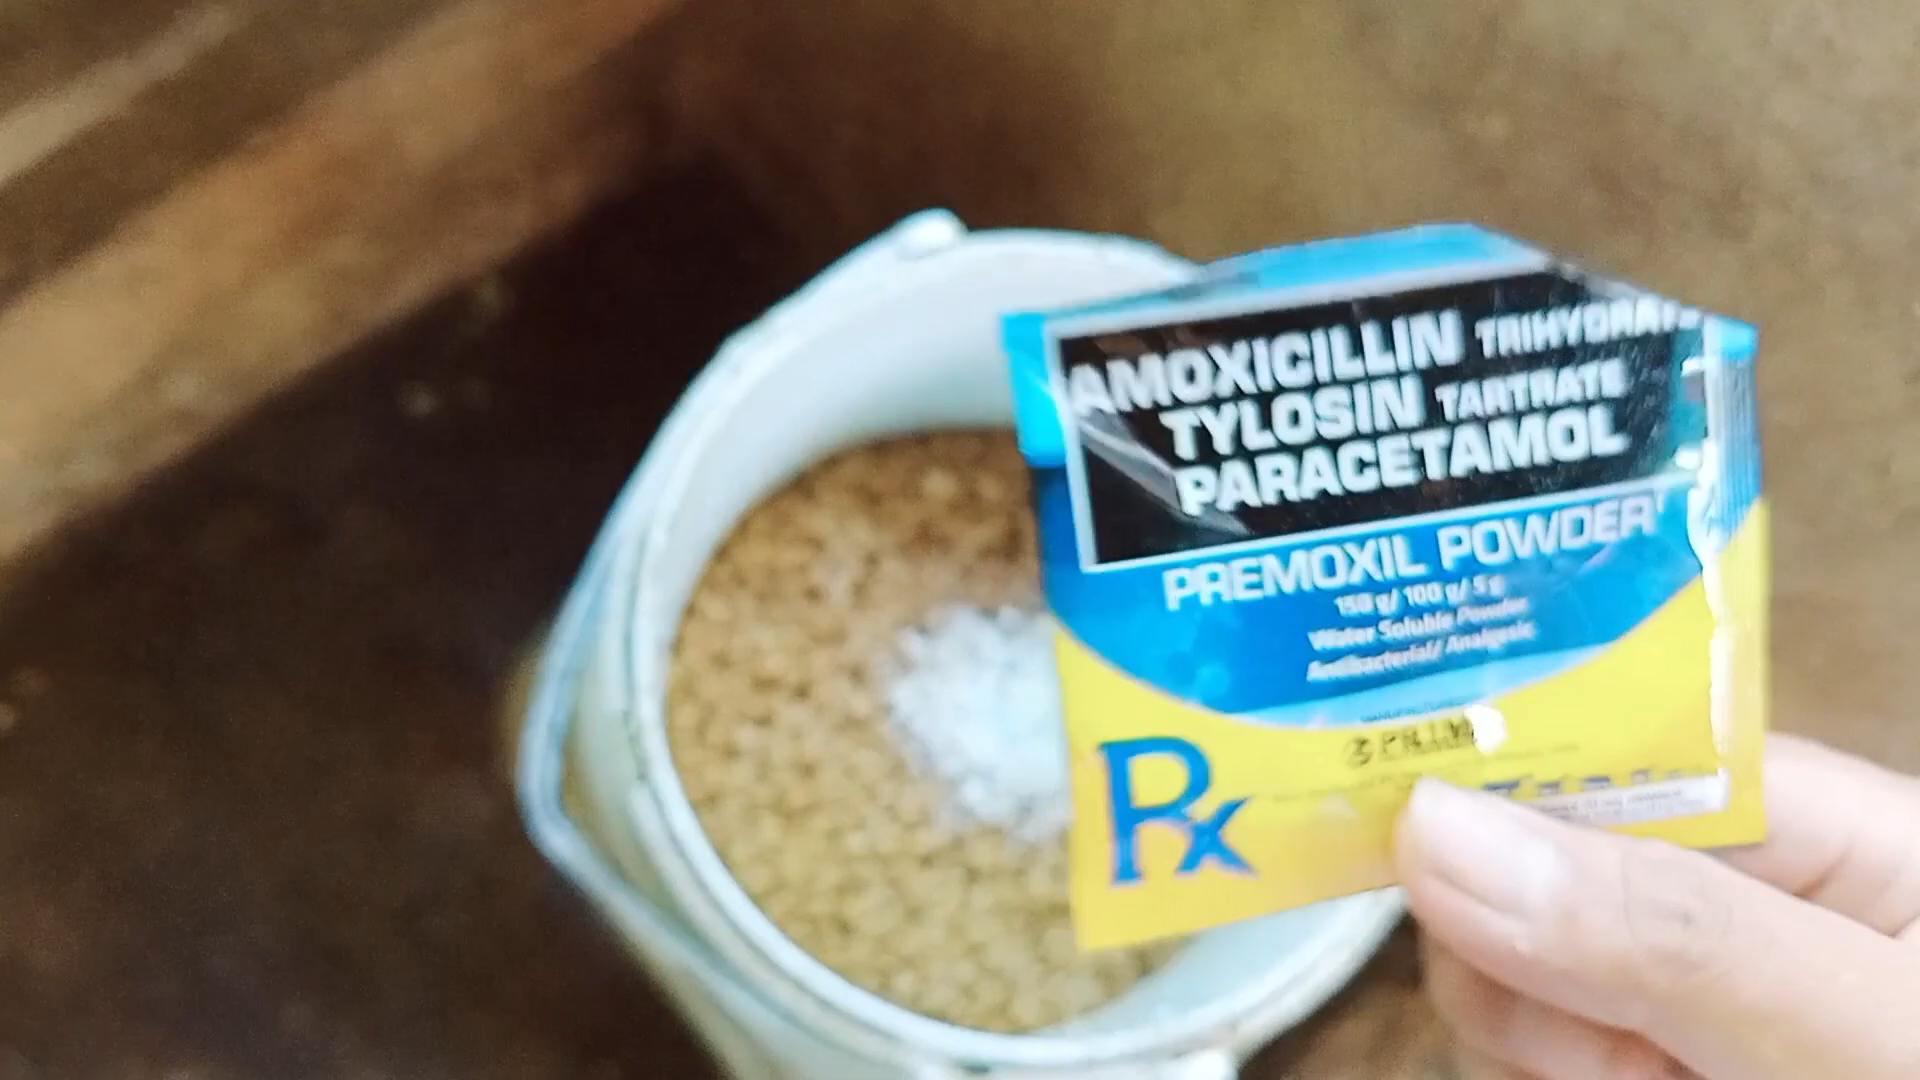 AMOXICILLIN TRIHYDRATE
TYLOSIN TARTRATE
PARACETAMOL
PREMOXIL POWDER
150 g/ 100 g/ 5 g
Water Soluble Powder
Antibacterial/ Analgesic
Rx